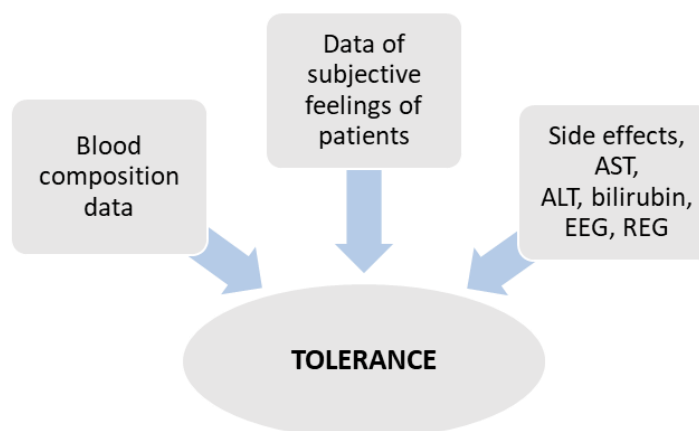 Blood
composition
data
Data of
subjective
feelings of
patients
Side effects,
AST,
ALT, bilirubin,
EEG, REG
TOLERANCE